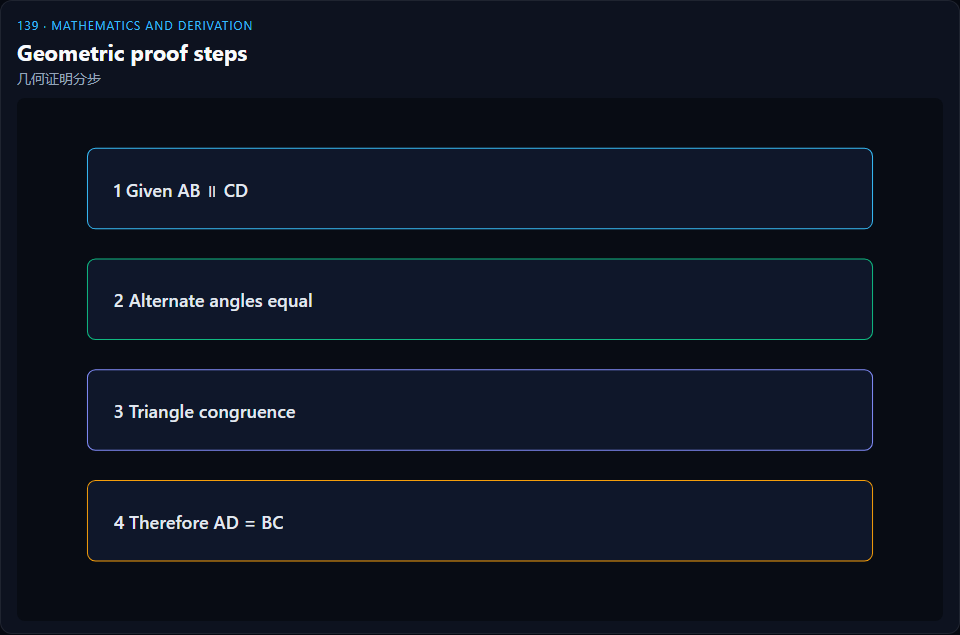 139 · MATHEMATICS AND DERIVATION
Geometric proof steps
几何证明分步
1 Given AB ∥ CD
2 Alternate angles equal
3 Triangle congruence
4 Therefore AD = BC